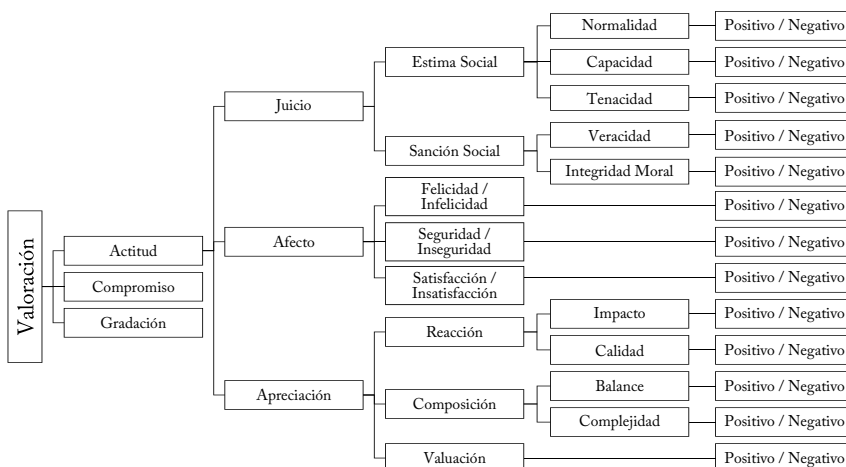 Valoración
Actitud
Compromiso
Gradación
Juicio
Estima Social
Normalidad
Positivo / Negativo
Capacidad
Positivo / Negativo
Tenacidad
Positivo / Negativo
Sanción Social
Veracidad
Positivo / Negativo
Integridad Moral
Positivo / Negativo
Afecto
Felicidad /
Infelicidad
Positivo / Negativo
Seguridad /
Inseguridad
Positivo / Negativo
Satisfacción /
Insatisfacción
Positivo / Negativo
Apreciación
Reacción
Impacto
Positivo / Negativo
Calidad
Positivo / Negativo
Composición
Balance
Positivo / Negativo
Complejidad
Positivo / Negativo
Valuación
Positivo / Negativo